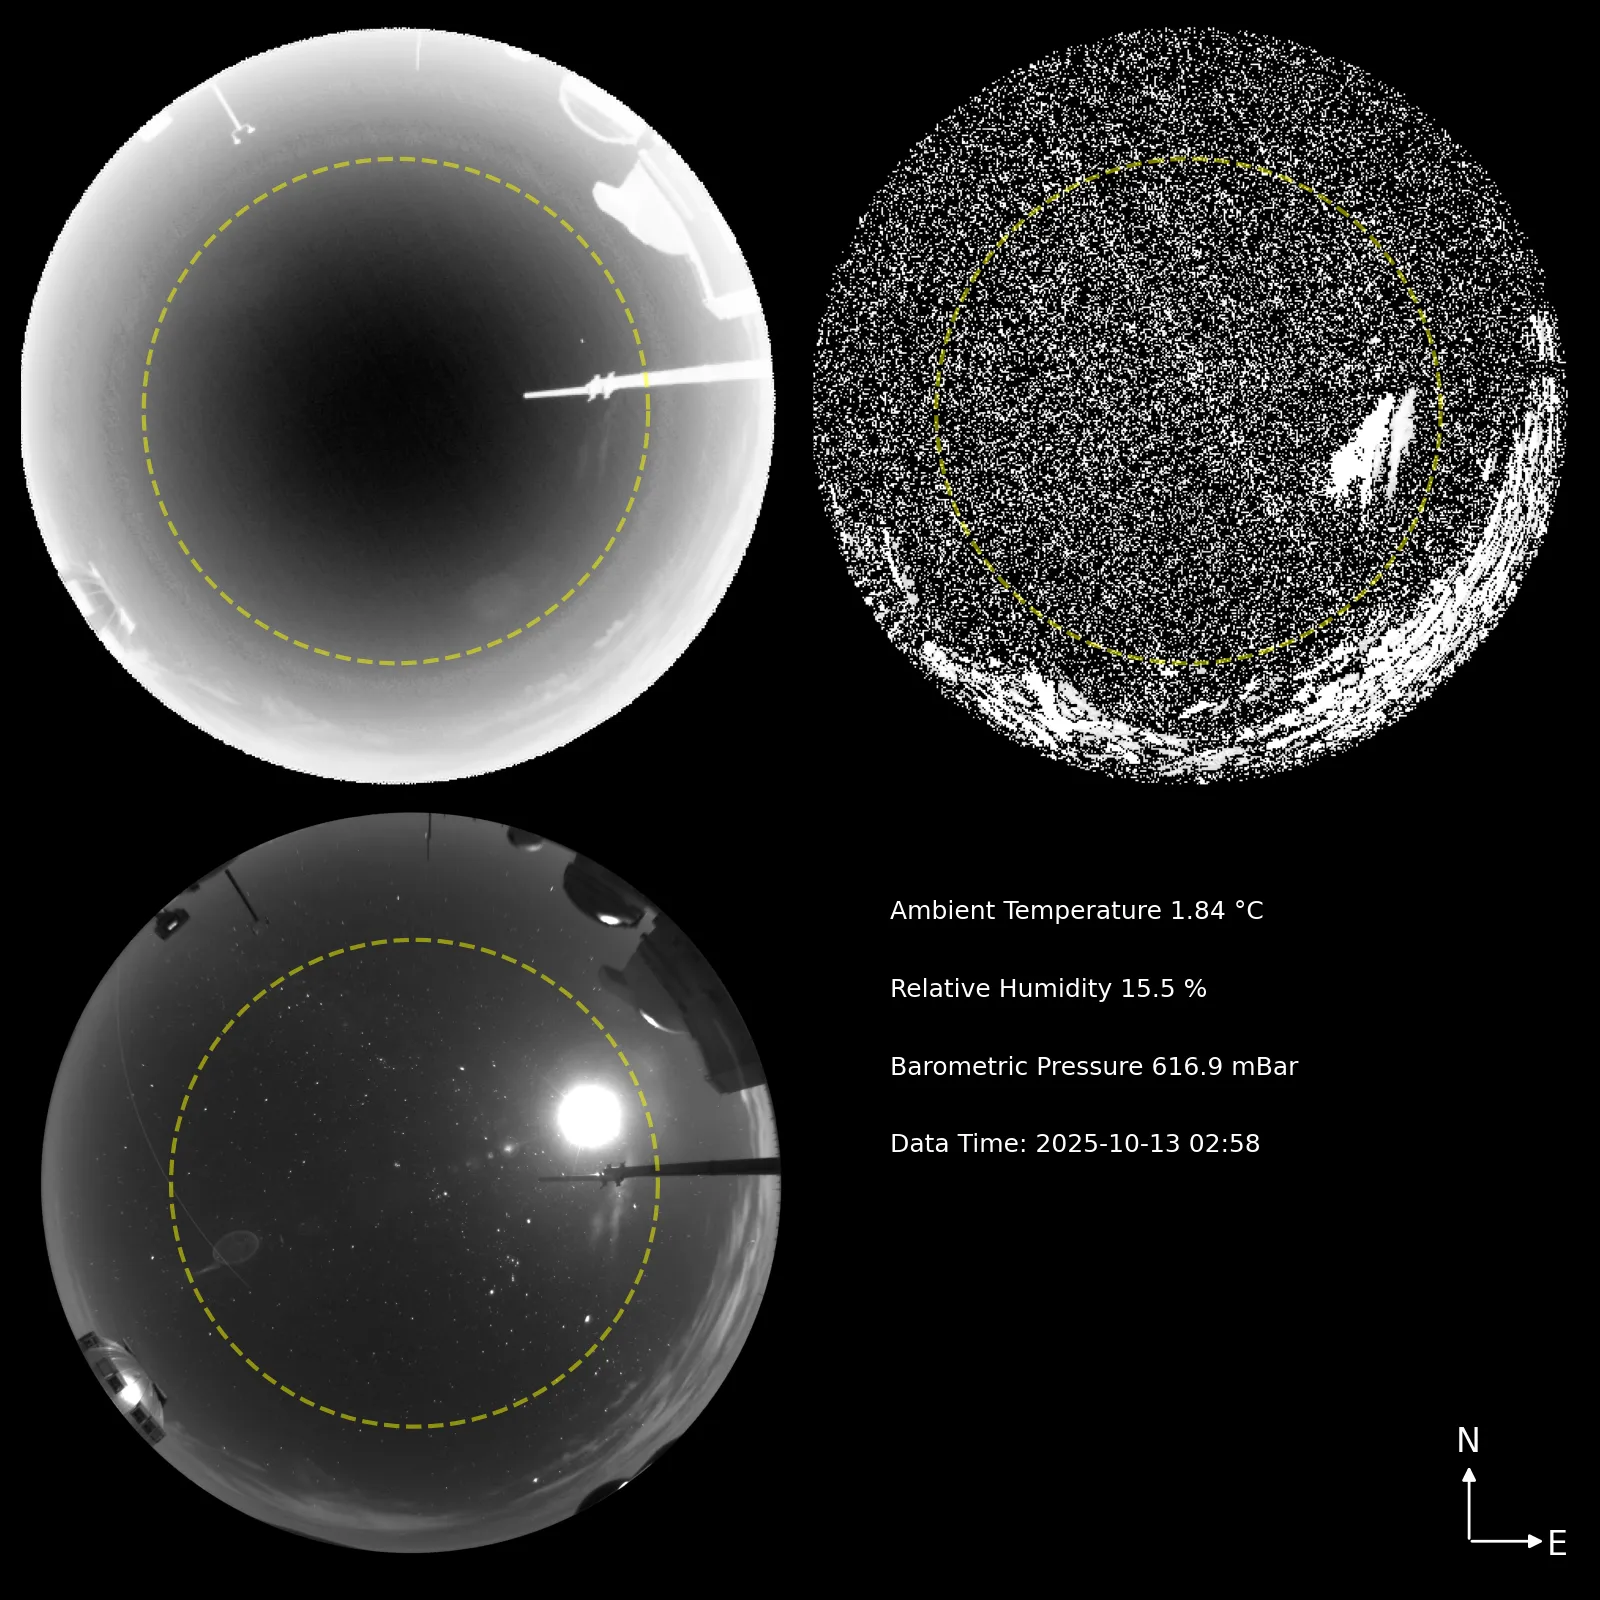 Ambient Temperature 1.84 °C
Relative Humidity 15.5 %
Barometric Pressure 616.9 mBar
Data Time: 2025-10-13 02:58
N
E